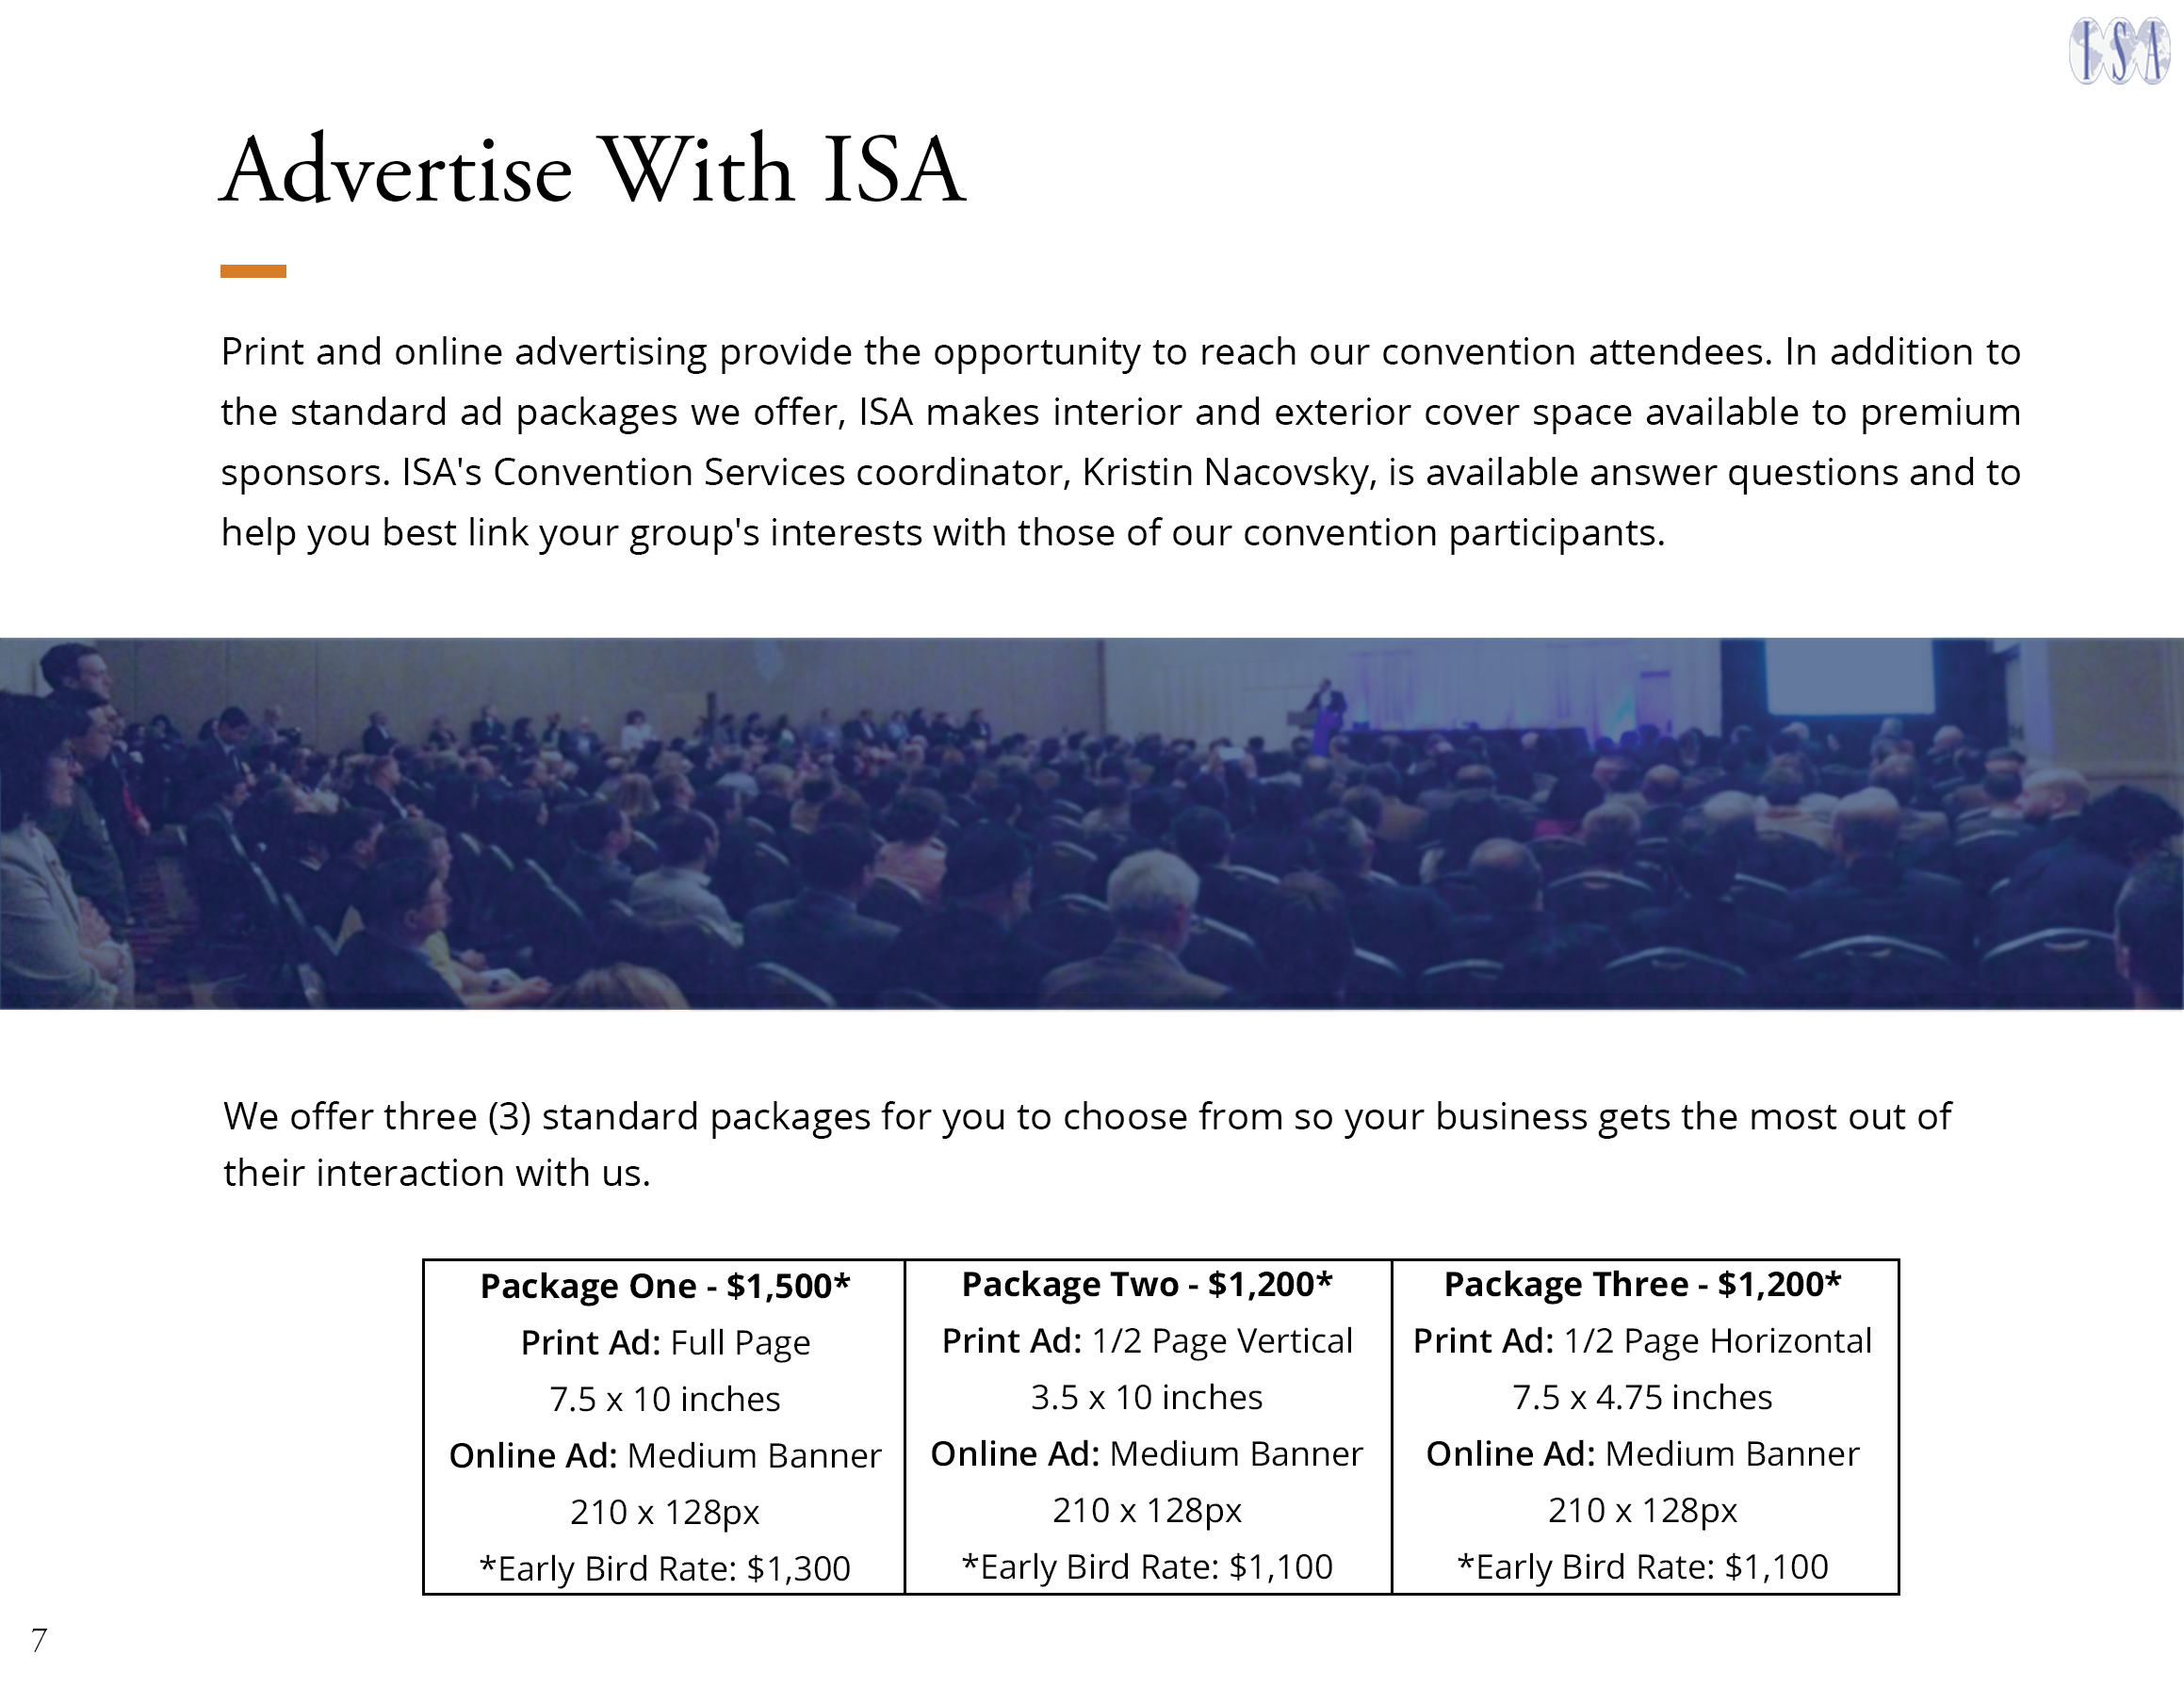 ISA
Advertise With ISA
Print and online advertising provide the opportunity to reach our convention attendees. In addition to
the standard ad packages we offer, ISA makes interior and exterior cover space available to premium
sponsors. ISA's Convention Services coordinator, Kristin Nacovsky, is available answer questions and to
help you best link your group's interests with those of our convention participants.
We offer three (3) standard packages for you to choose from so your business gets the most out of
their interaction with us.
Package One - $1,500*
Print Ad: Full Page
7.5 x 10 inches
Online Ad: Medium Banner
210 x 128px
*Early Bird Rate: $1,300
Package Two - $1,200*
Print Ad: 1/2 Page Vertical
3.5 x 10 inches
Online Ad: Medium Banner
210 x 128px
*Early Bird Rate: $1,100
Package Three - $1,200*
Print Ad: 1/2 Page Horizontal
7.5 x 4.75 inches
Online Ad: Medium Banner
210 x 128px
*Early Bird Rate: $1,100
7